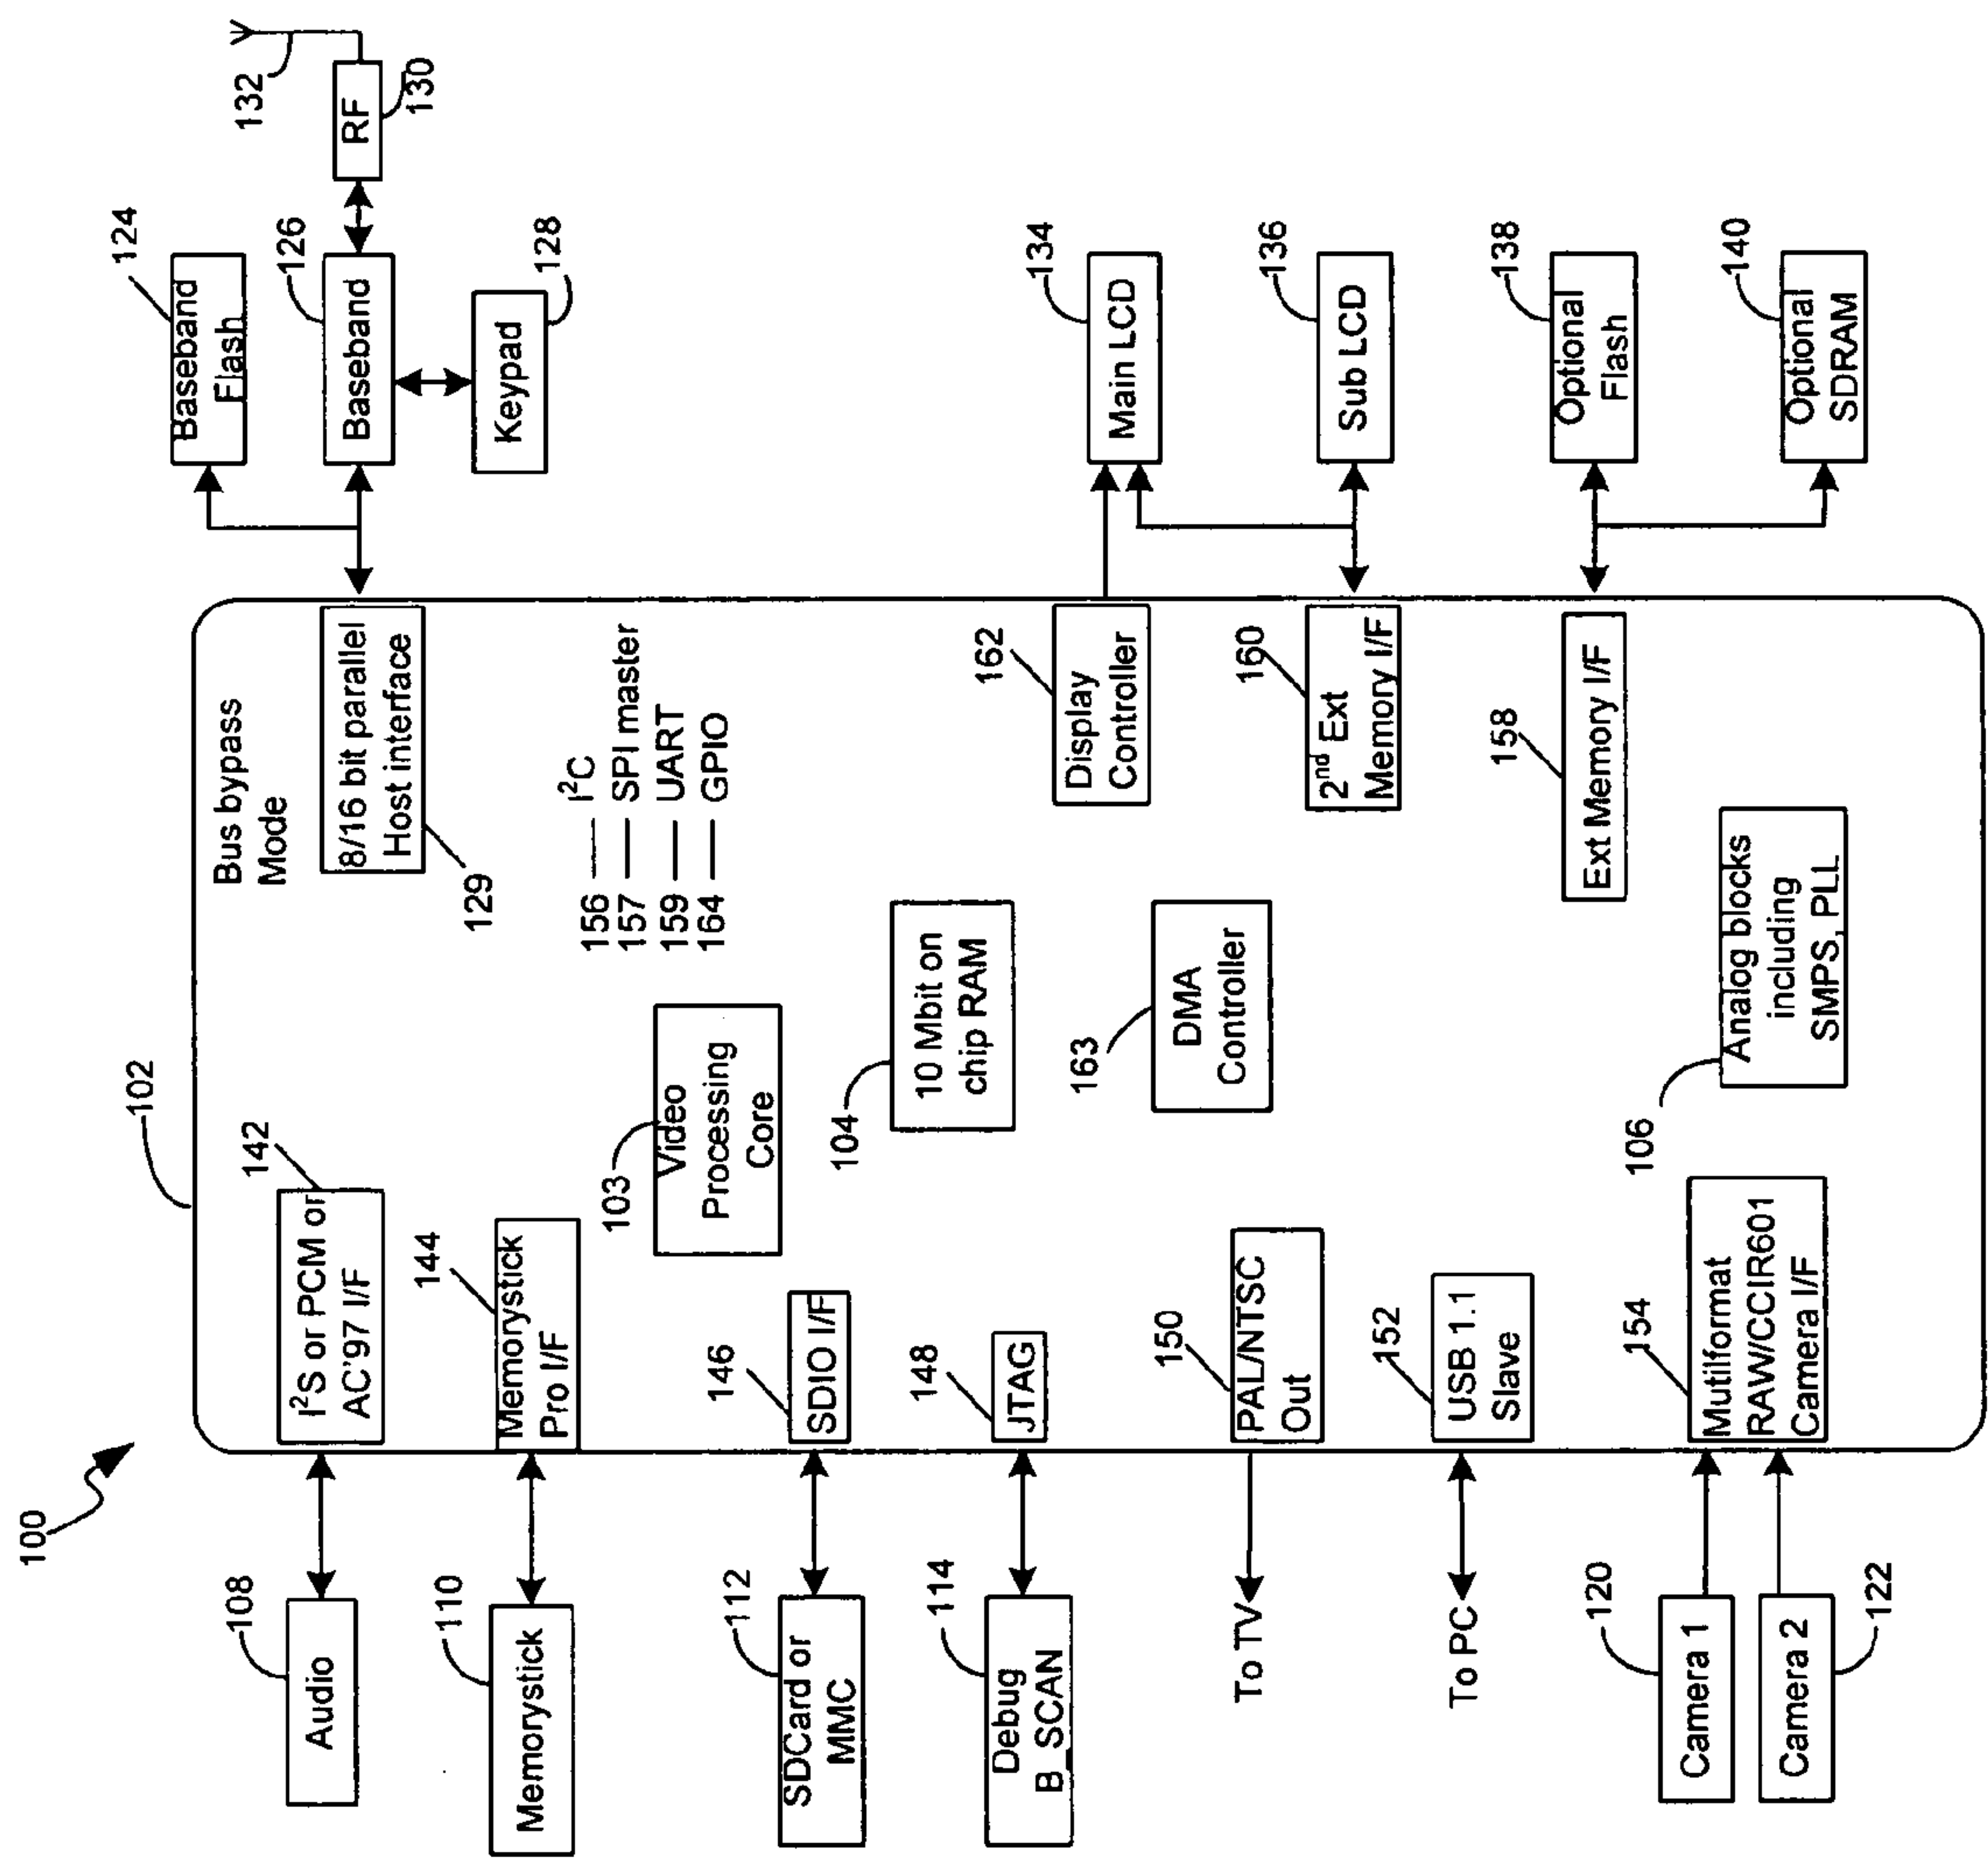 100
102
108
Audio
142
I²S or PCM or
AC'97 I/F
110
Memorystick
144
Memorystick
Pro I/F
112
SDCard or
MMC
146
SDIO I/F
114
Debug
B_SCAN
148
JTAG
To TV
150
PAL/NTSC
Out
To PC
152
USB 1.1
Slave
120
Camera 1
Camera 2
122
154
Mutilformat
RAW/CCIR601
Camera I/F
103
Video
Processing
Core
104
10 Mbit on
chip RAM
163
DMA
Controller
106
Analog blocks
including
SMPS, PLL
Bus bypass
Mode
8/16 bit parallel
Host interface
129
156 I²C
157 SPI master
159 UART
164 GPIO
162
Display
Controller
160
2nd Ext
Memory I/F
158
Ext Memory I/F
124
Baseband
Flash
126
Baseband
128
Keypad
132
RF
130
134
Main LCD
136
Sub LCD
138
Optional
Flash
140
Optional
SDRAM